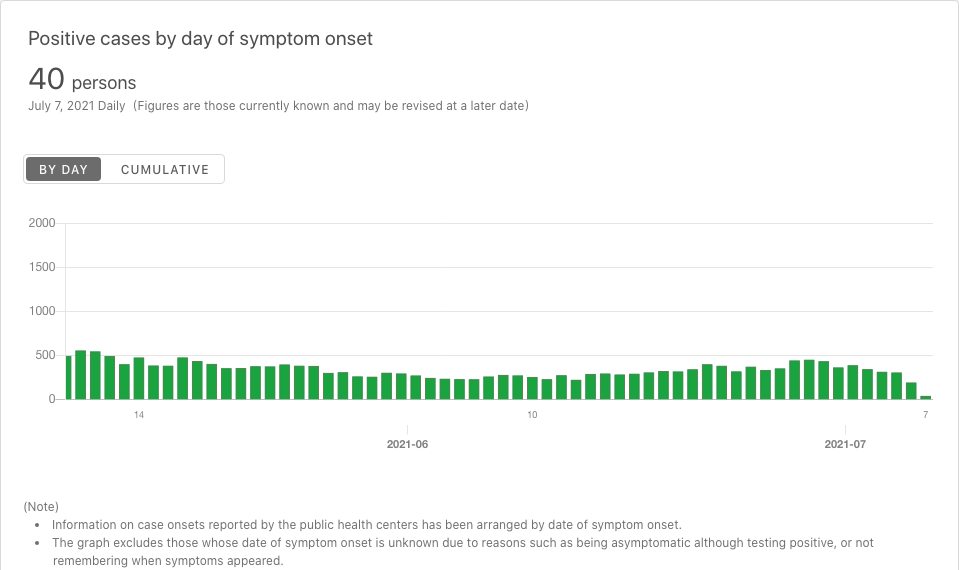 Positive cases by day of symptom onset
40 persons
July 7, 2021 Daily (Figures are those currently known and may be revised at a later date)
BY DAY CUMULATIVE
2000
1500
1000
500
0
14 10 7
2021-06 2021-07
(Note)
• Information on case onsets reported by the public health centers has been arranged by date of symptom onset.
• The graph excludes those whose date of symptom onset is unknown due to reasons such as being asymptomatic although testing positive, or not
remembering when symptoms appeared.